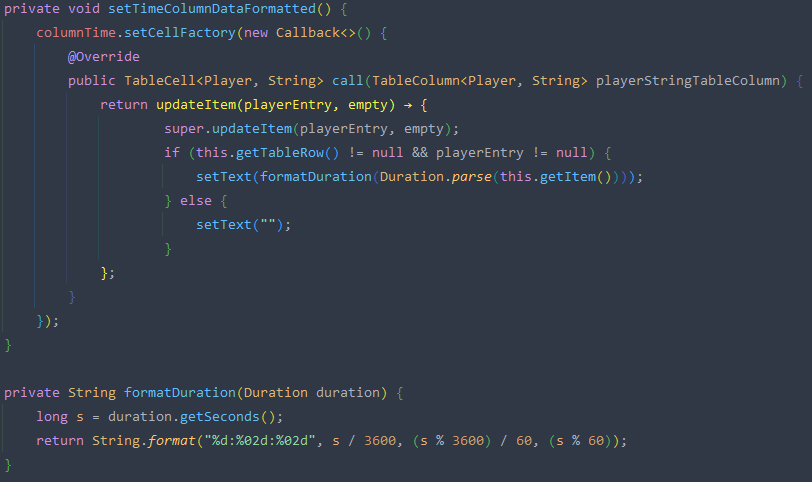 private void setTimeColumnDataFormatted() {
    columnTime.setCellFactory(new Callback<>() {
        @Override
        public TableCell<Player, String> call(TableColumn<Player, String> playerStringTableColumn) {
            return updateItem(playerEntry, empty) → {
                    super.updateItem(playerEntry, empty);
                    if (this.getTableRow() != null && playerEntry != null) {
                        setText(formatDuration(Duration.parse(this.getItem())));
                    } else {
                        setText("");
                    }
            };
        }
    });
}

private String formatDuration(Duration duration) {
    long s = duration.getSeconds();
    return String.format("%d:%02d:%02d", s / 3600, (s % 3600) / 60, (s % 60));
}